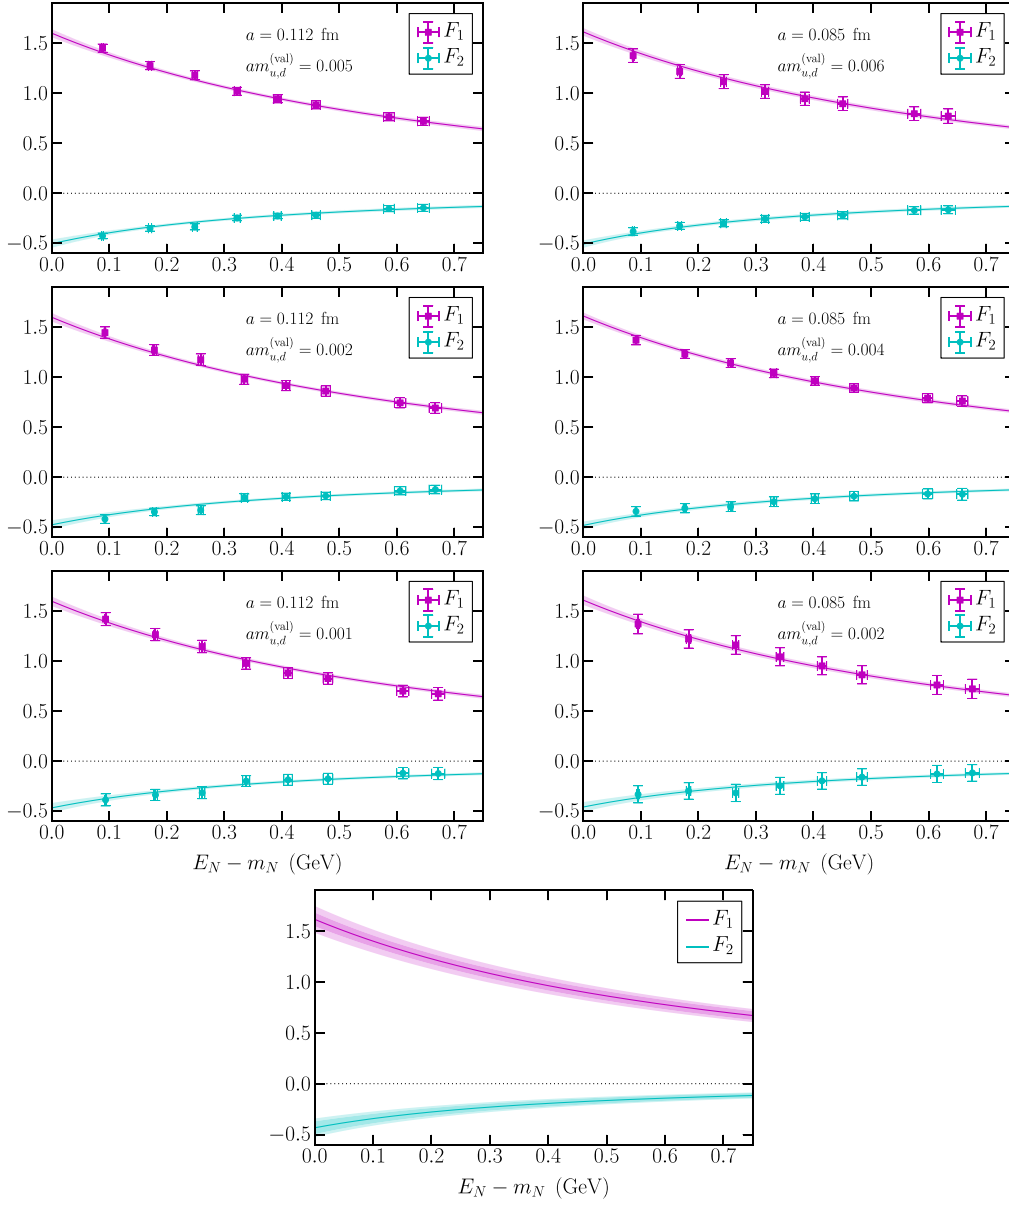 1.5
1.0
0.5
0.0
−0.5
a = 0.112 fm
am_{u,d}^{(val)} = 0.005
F_1
F_2
0.0 0.1 0.2 0.3 0.4 0.5 0.6 0.7
1.5
1.0
0.5
0.0
−0.5
a = 0.085 fm
am_{u,d}^{(val)} = 0.006
F_1
F_2
0.0 0.1 0.2 0.3 0.4 0.5 0.6 0.7
1.5
1.0
0.5
0.0
−0.5
a = 0.112 fm
am_{u,d}^{(val)} = 0.002
F_1
F_2
0.0 0.1 0.2 0.3 0.4 0.5 0.6 0.7
1.5
1.0
0.5
0.0
−0.5
a = 0.085 fm
am_{u,d}^{(val)} = 0.004
F_1
F_2
0.0 0.1 0.2 0.3 0.4 0.5 0.6 0.7
1.5
1.0
0.5
0.0
−0.5
a = 0.112 fm
am_{u,d}^{(val)} = 0.001
F_1
F_2
0.0 0.1 0.2 0.3 0.4 0.5 0.6 0.7
E_N − m_N (GeV)
1.5
1.0
0.5
0.0
−0.5
a = 0.085 fm
am_{u,d}^{(val)} = 0.002
F_1
F_2
0.0 0.1 0.2 0.3 0.4 0.5 0.6 0.7
E_N − m_N (GeV)
1.5
1.0
0.5
0.0
−0.5
F_1
F_2
0.0 0.1 0.2 0.3 0.4 0.5 0.6 0.7
E_N − m_N (GeV)